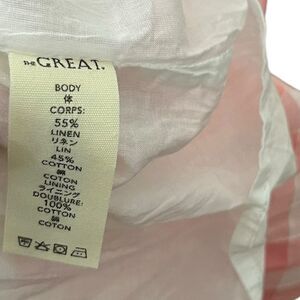 THE GREAT.
BODY
体
CORPS:
55%
LINEN
リネン
LIN
45%
COTTON
綿
COTON
LINING
ライニング
DOUBLURE:
100%
COTTON
綿
COTON